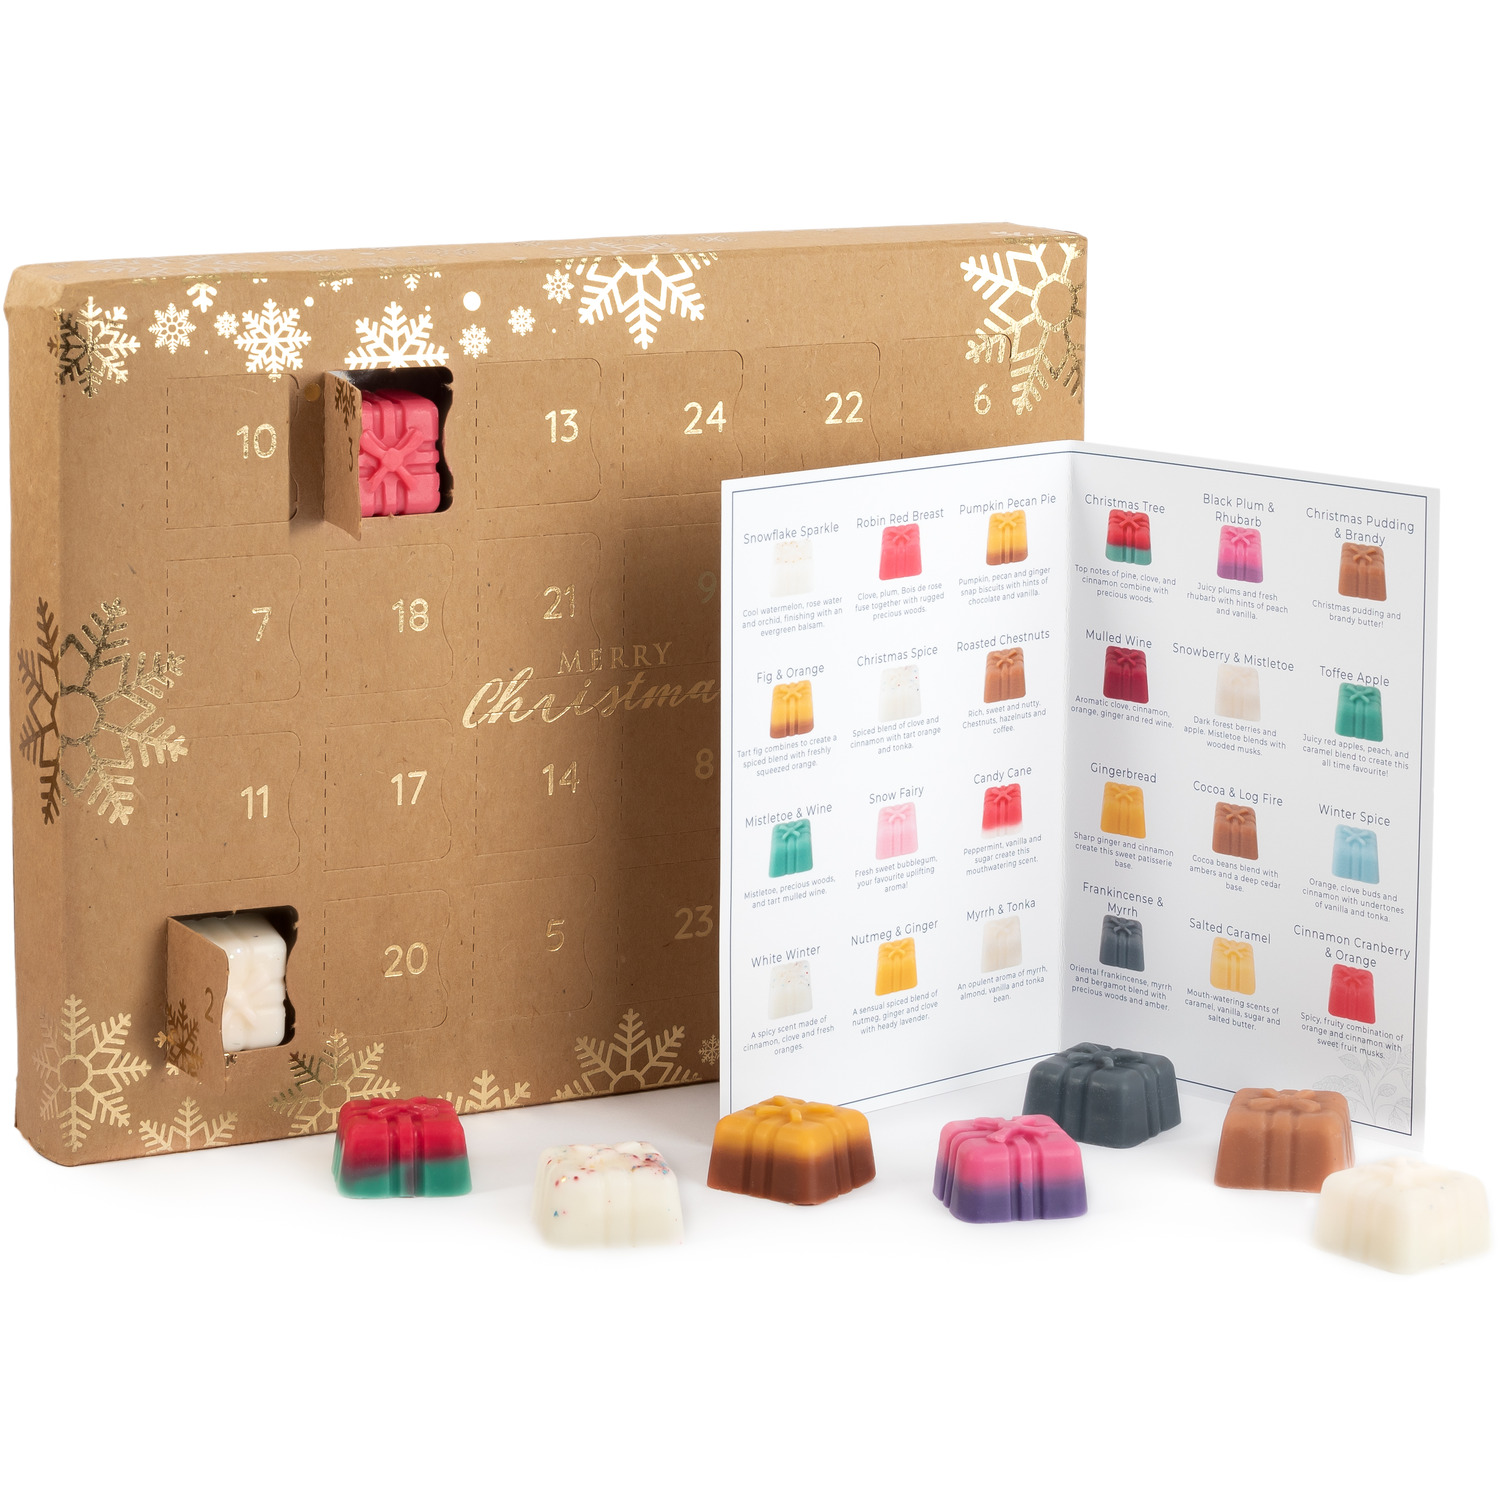 10
3
13
24
22
6
7
18
21
9
MERRY
Christma
11
17
14
8
2
20
5
23
Snowflake Sparkle
Cool watermelon, rose water
and orchid, finishing with an
evergreen balsam.
Robin Red Breast
Clove, plum, Bois de rose
fuse together with rugged
precious woods.
Pumpkin Pecan Pie
Pumpkin, pecan and ginger
snap biscuits with hints of
chocolate and vanilla.
Fig & Orange
Tart fig combines to create a
spiced blend with freshly
squeezed orange.
Christmas Spice
Spiced blend of clove and
cinnamon with tart orange
and tonka.
Roasted Chestnuts
Rich, sweet and nutty.
Chestnuts, hazelnuts and
coffee.
Mistletoe & Wine
Mistletoe, precious woods,
and tart mulled wine.
Snow Fairy
Fresh sweet bubblegum,
your favourite uplifting
aroma!
Candy Cane
Peppermint, vanilla and
sugar create this
mouthwatering scent.
White Winter
A spicy scent made of
cinnamon, clove and fresh
oranges.
Nutmeg & Ginger
A sensual spiced blend of
nutmeg, ginger and clove
with heady lavender.
Myrrh & Tonka
An opulent aroma of myrrh,
almond, vanilla and tonka
bean.
Christmas Tree
Top notes of pine, clove, and
cinnamon combine with
precious woods.
Black Plum &
Rhubarb
Juicy plums and fresh
rhubarb with hints of peach
and vanilla.
Christmas Pudding
& Brandy
Christmas pudding and
brandy butter!
Mulled Wine
Aromatic clove, cinnamon,
orange, ginger and red wine.
Snowberry & Mistletoe
Dark forest berries and
apple. Mistletoe blends with
wooded musks.
Toffee Apple
Juicy red apples, peach, and
caramel blend to create this
all time favourite!
Gingerbread
Sharp ginger and cinnamon
create this sweet patisserie
base.
Cocoa & Log Fire
Cocoa beans blend with
ambers and a deep cedar
base.
Winter Spice
Orange, clove buds and
cinnamon with undertones
of vanilla and tonka.
Frankincense &
Myrrh
Oriental frankincense, myrrh
and bergamot blend with
precious woods and amber.
Salted Caramel
Mouth-watering scents of
caramel, vanilla, sugar and
salted butter.
Cinnamon Cranberry
& Orange
Spicy, fruity combination of
orange and cinnamon with
sweet fruit musks.